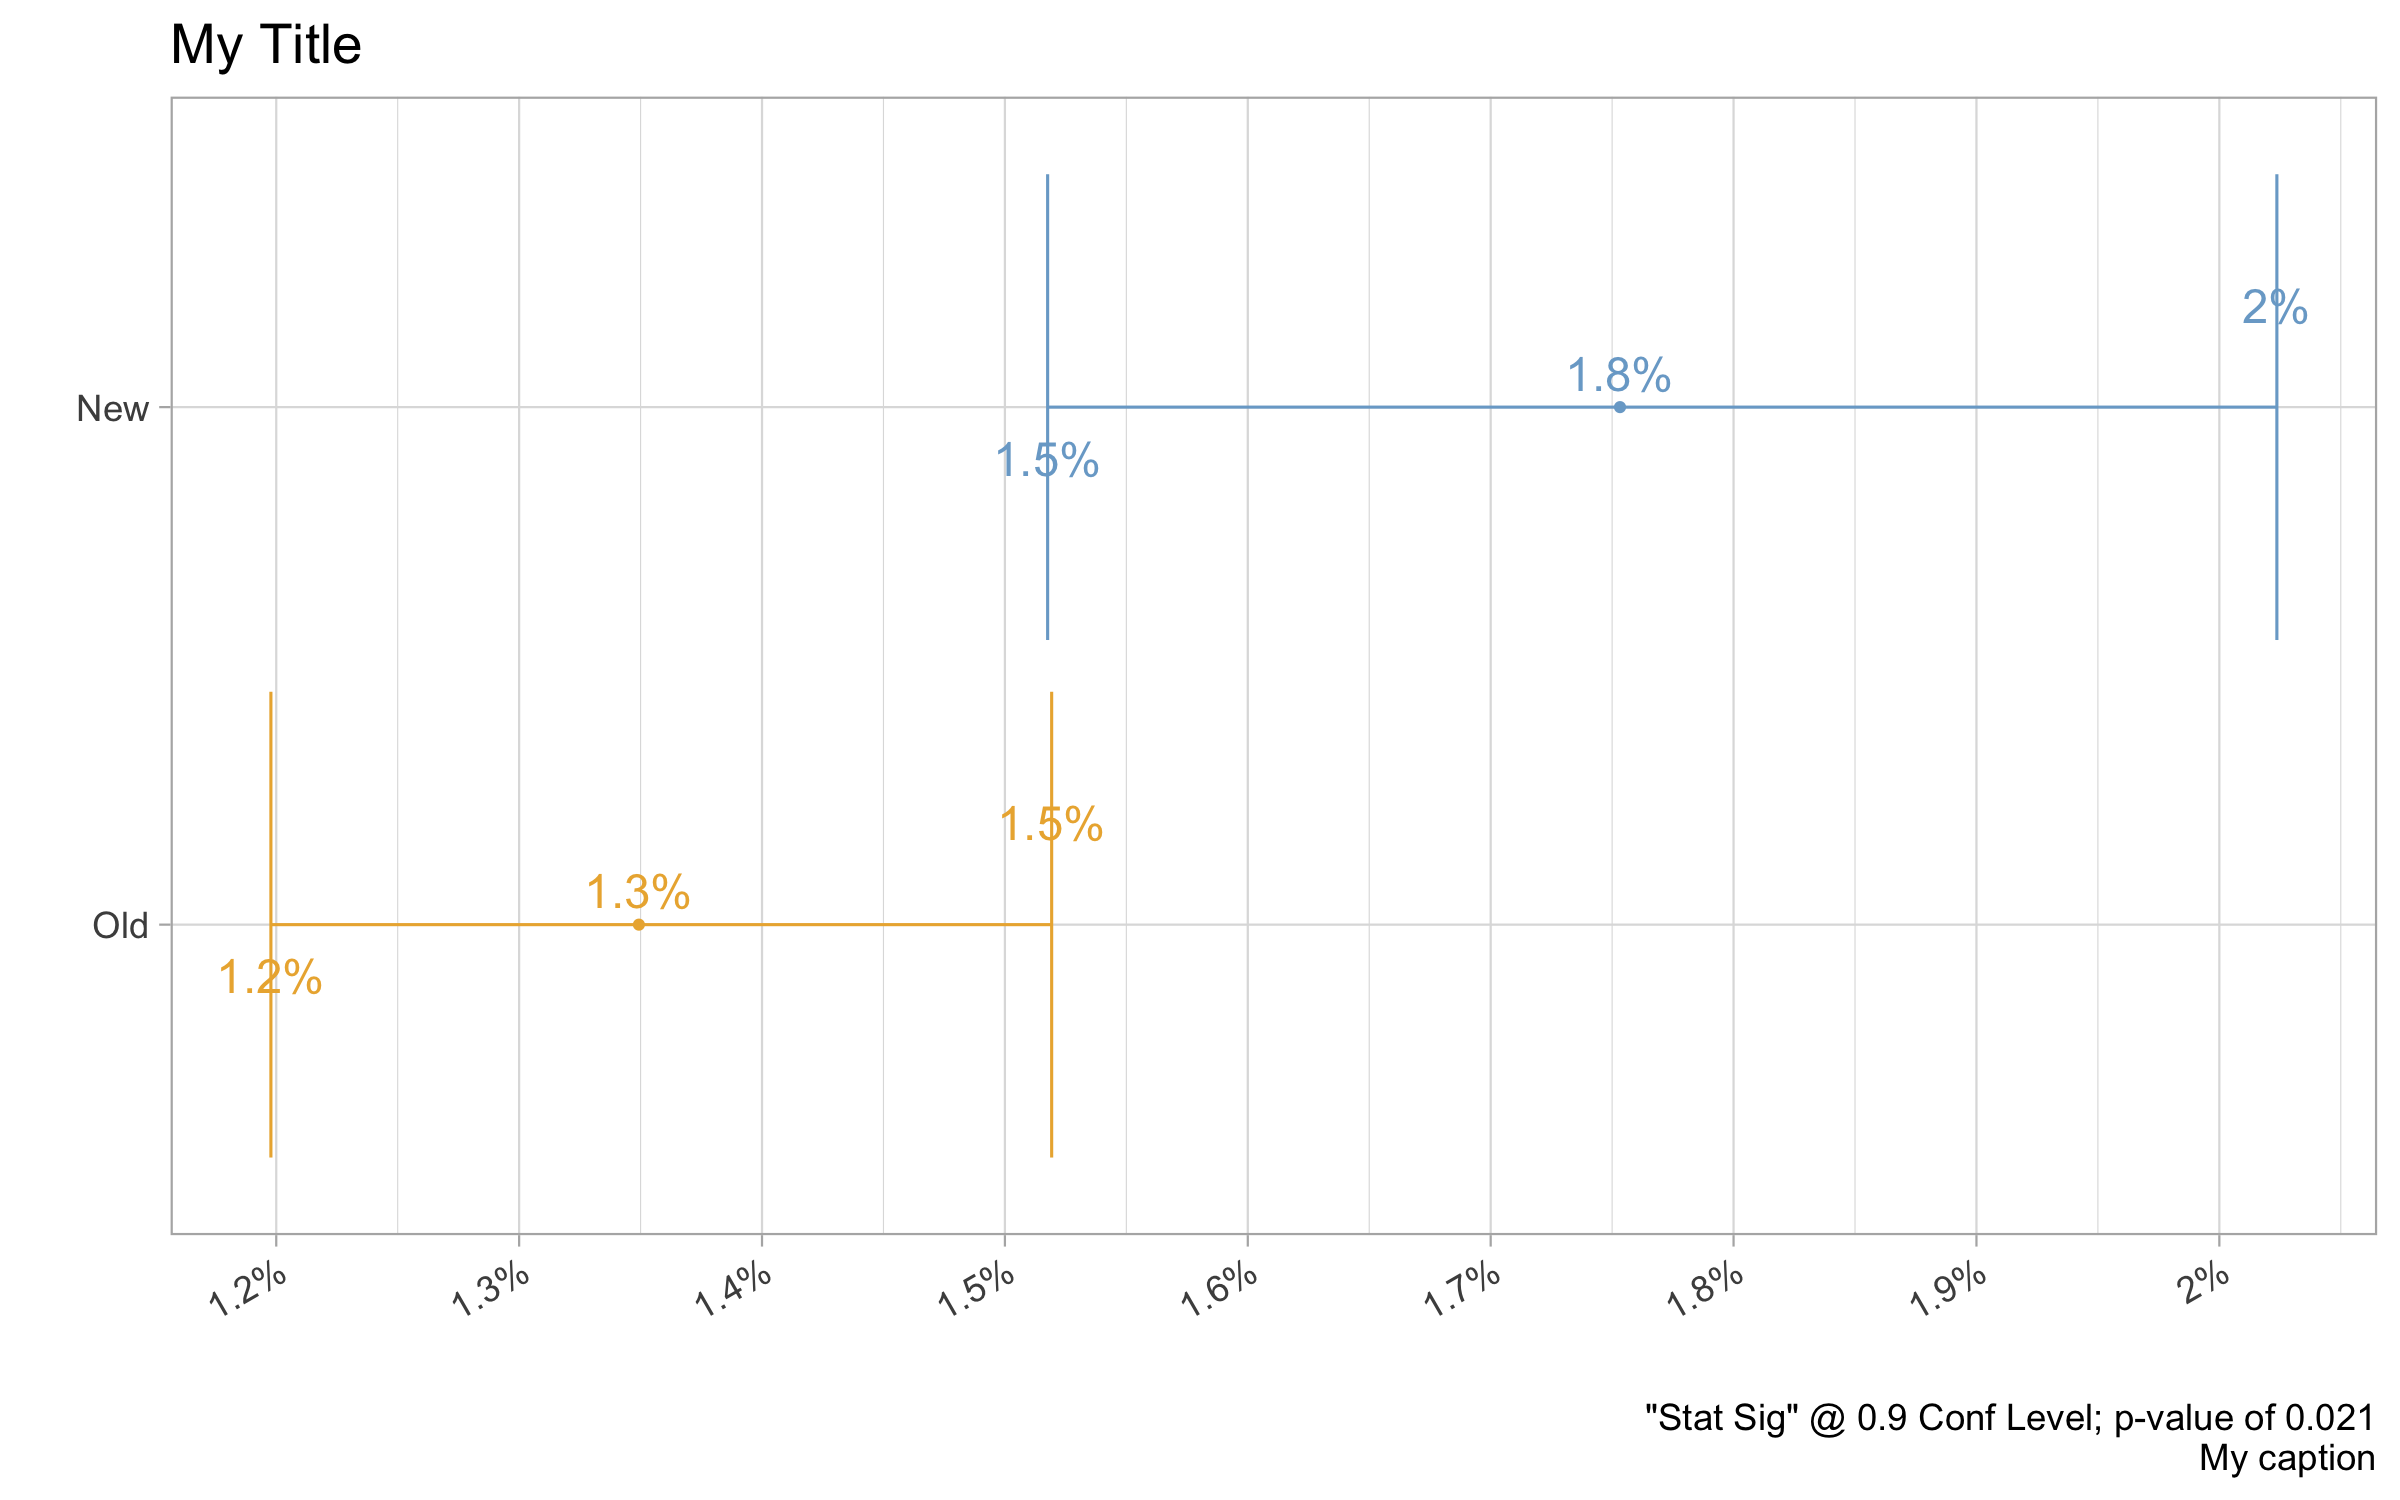 My Title
2%
1.8%
New
1.5%
1.5%
1.3%
Old
1.2%
1.2% 1.3% 1.4% 1.5% 1.6% 1.7% 1.8% 1.9% 2%
"Stat Sig" @ 0.9 Conf Level; p-value of 0.021
My caption